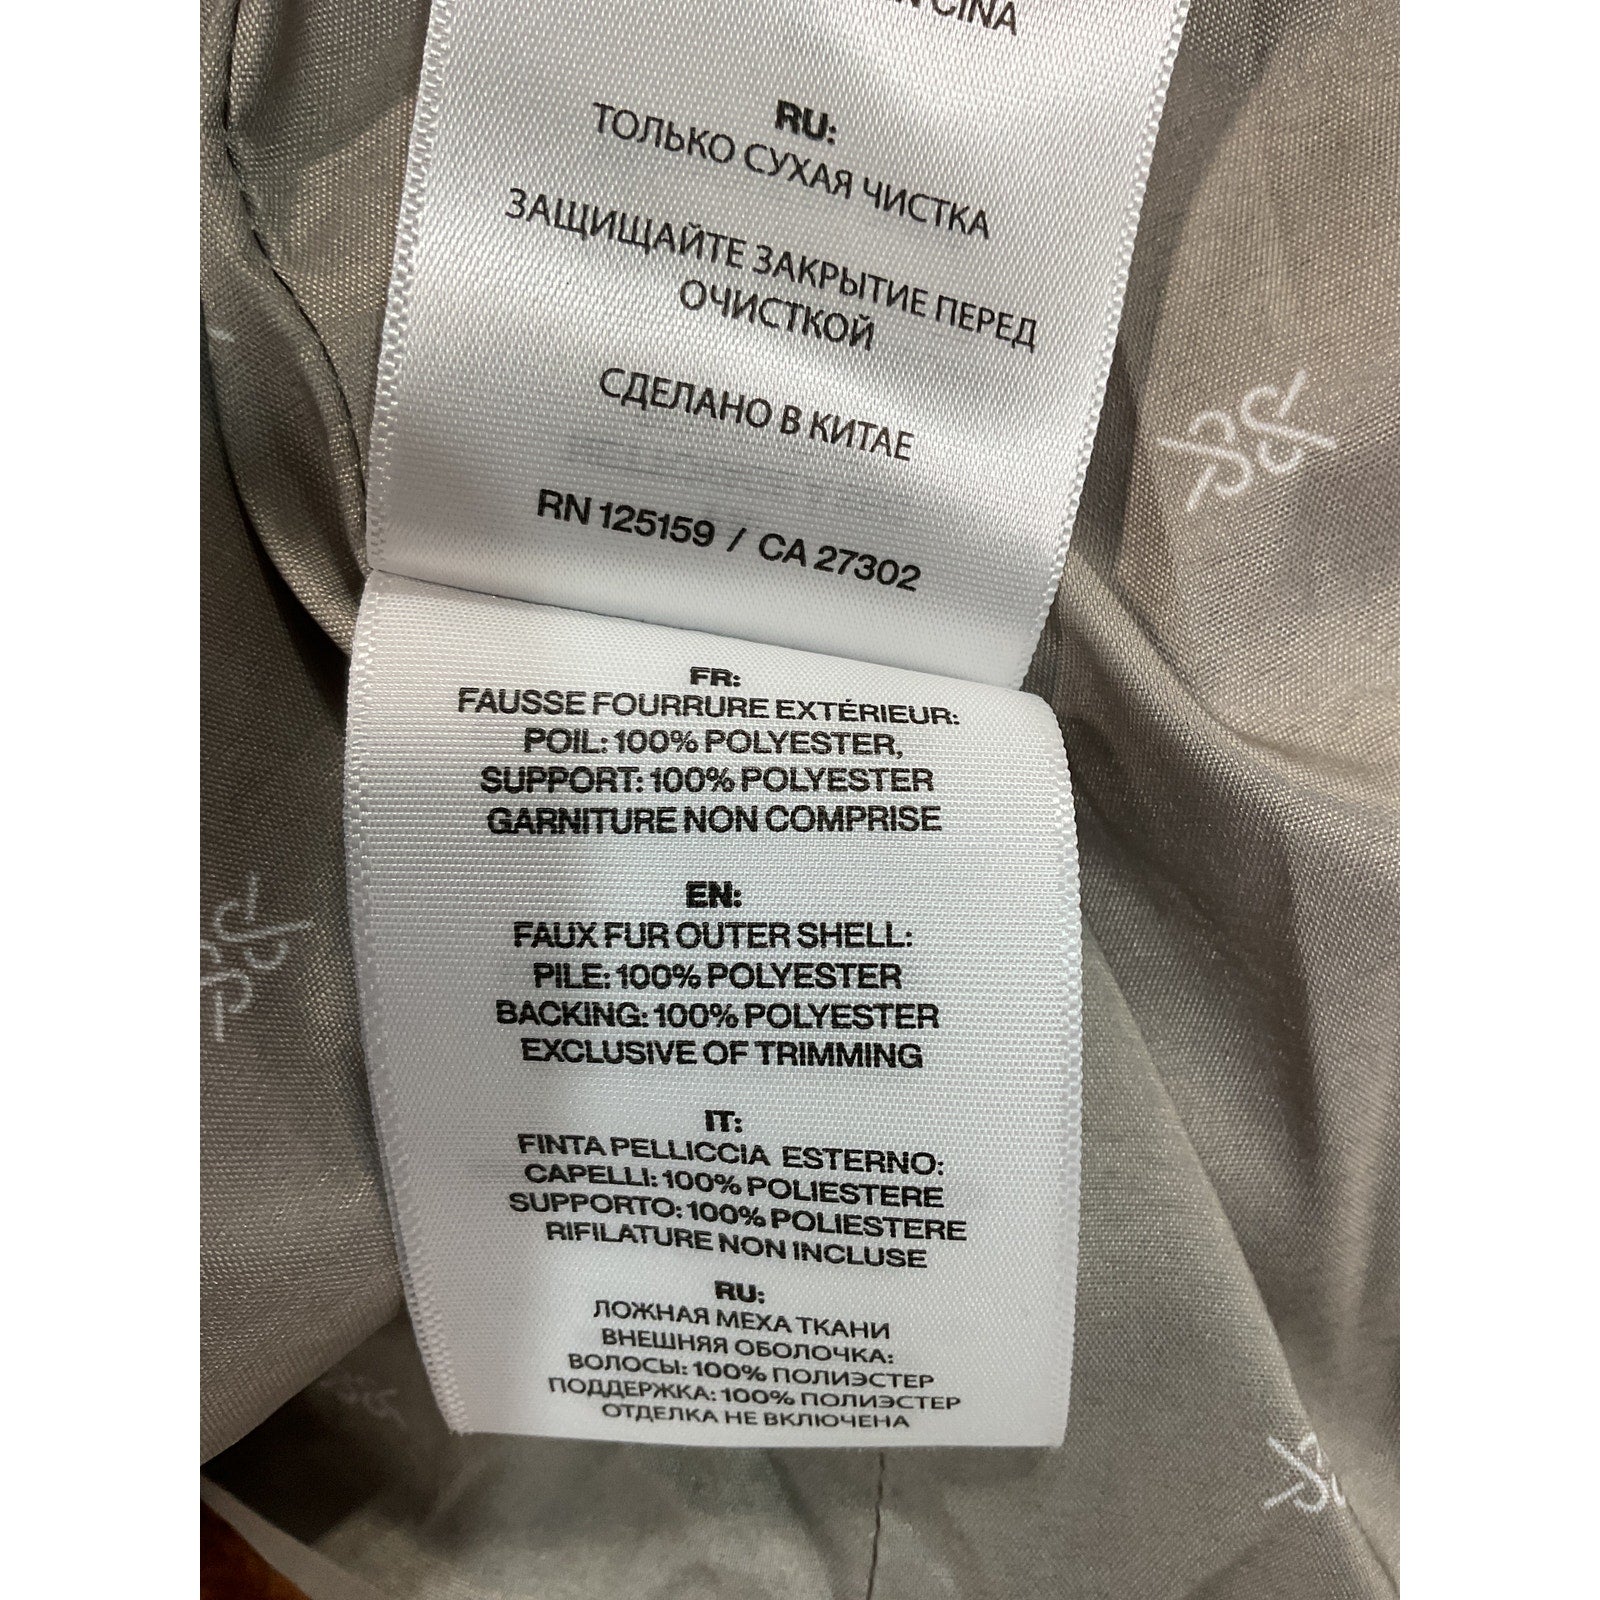 CINA
RU:
ТОЛЬКО СУХАЯ ЧИСТКА
ЗАЩИЩАЙТЕ ЗАКРЫТИЕ ПЕРЕД
ОЧИСТКОЙ
СДЕЛАНО В КИТАЕ
RN 125159 / CA 27302
FR:
FAUSSE FOURRURE EXTÉRIEUR:
POIL: 100% POLYESTER,
SUPPORT: 100% POLYESTER
GARNITURE NON COMPRISE
EN:
FAUX FUR OUTER SHELL:
PILE: 100% POLYESTER
BACKING: 100% POLYESTER
EXCLUSIVE OF TRIMMING
IT:
FINTA PELLICCIA ESTERNO:
CAPELLI: 100% POLIESTERE
SUPPORTO: 100% POLIESTERE
RIFILATURE NON INCLUSE
RU:
ЛОЖНАЯ МЕХА ТКАНИ
ВНЕШНЯЯ ОБОЛОЧКА:
ВОЛОСЫ: 100% ПОЛИЭСТЕР
ПОДДЕРЖКА: 100% ПОЛИЭСТЕР
ОТДЕЛКА НЕ ВКЛЮЧЕНА